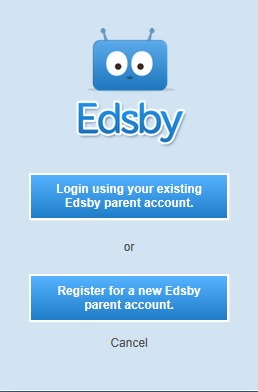 Edsby
Login using your existing
Edsby parent account.
or
Register for a new Edsby
parent account.
Cancel